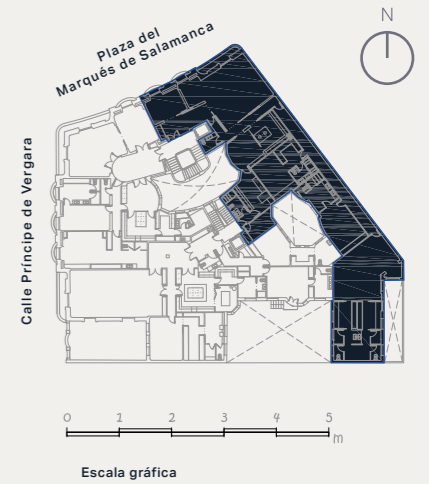 N
Plaza del
Marqués de Salamanca
Calle Príncipe de Vergara
0 1 2 3 4 5
m
Escala gráfica